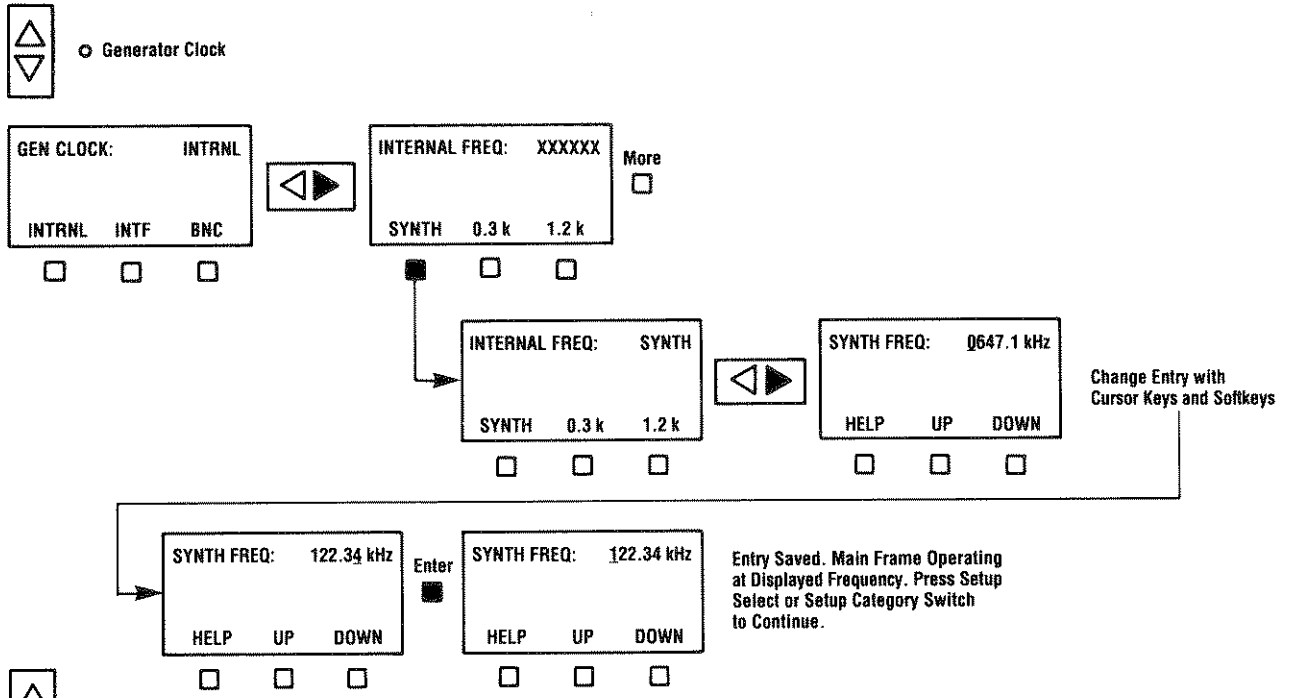 Generator Clock
GEN CLOCK: INTRNL
INTRNL INTF BNC
INTERNAL FREQ: XXXXXX
SYNTH 0.3 k 1.2 k
More
INTERNAL FREQ: SYNTH
SYNTH 0.3 k 1.2 k
SYNTH FREQ: 0647.1 kHz
HELP UP DOWN
Change Entry with
Cursor Keys and Softkeys
SYNTH FREQ: 122.34 kHz
HELP UP DOWN
Enter
SYNTH FREQ: 122.34 kHz
HELP UP DOWN
Entry Saved. Main Frame Operating
at Displayed Frequency. Press Setup
Select or Setup Category Switch
to Continue.